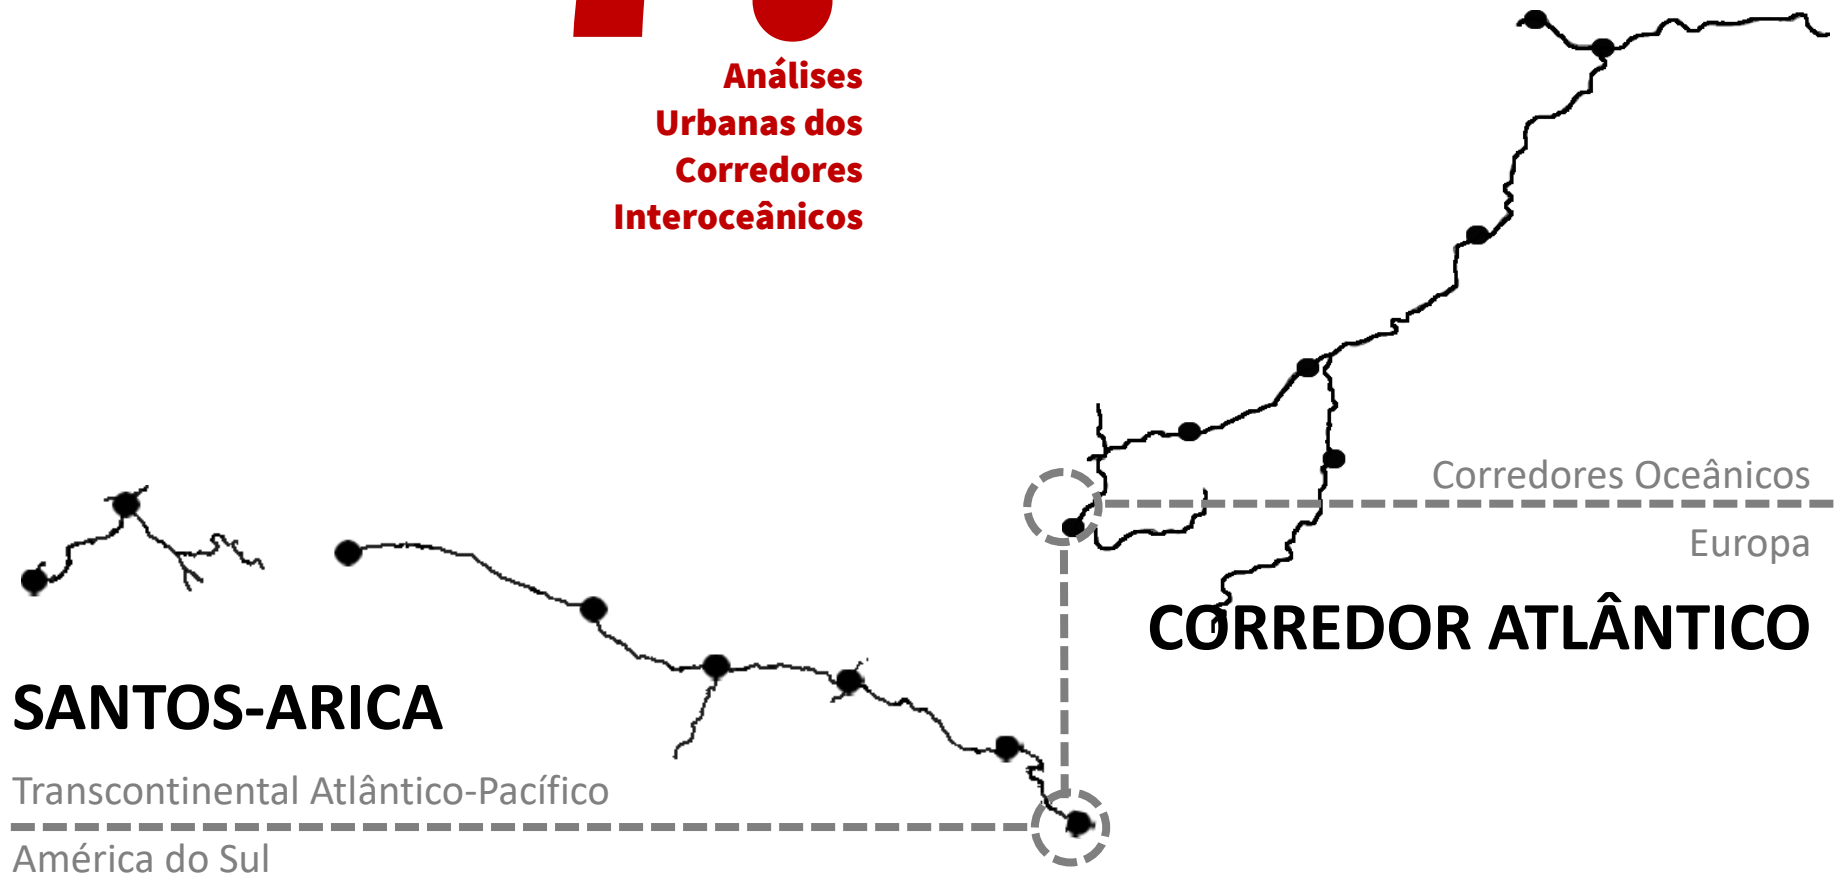 Análises
Urbanas dos
Corredores
Interoceânicos
Corredores Oceânicos
Europa
CORREDOR ATLÂNTICO
SANTOS-ARICA
Transcontinental Atlântico-Pacífico
América do Sul